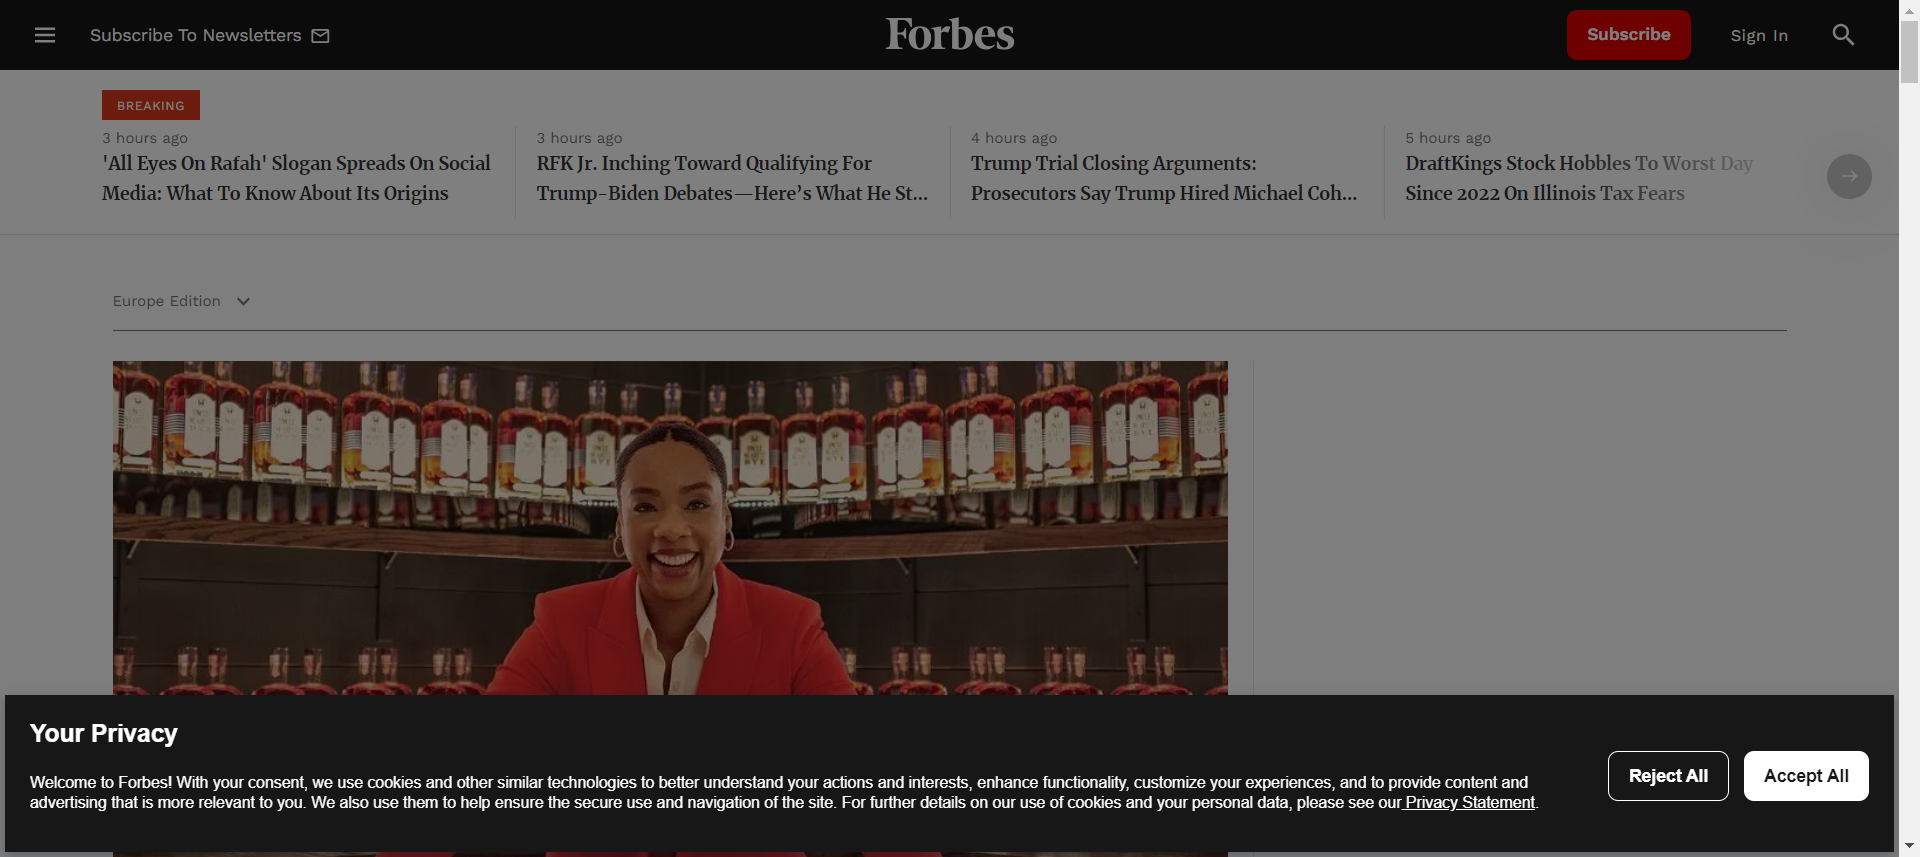 Subscribe To Newsletters
Forbes
Subscribe
Sign In
BREAKING
3 hours ago
'All Eyes On Rafah' Slogan Spreads On Social
Media: What To Know About Its Origins
3 hours ago
RFK Jr. Inching Toward Qualifying For
Trump-Biden Debates—Here’s What He St...
4 hours ago
Trump Trial Closing Arguments:
Prosecutors Say Trump Hired Michael Coh...
5 hours ago
DraftKings Stock Hobbles To Worst Day
Since 2022 On Illinois Tax Fears
Europe Edition
Your Privacy
Welcome to Forbes! With your consent, we use cookies and other similar technologies to better understand your actions and interests, enhance functionality, customize your experiences, and to provide content and
advertising that is more relevant to you. We also use them to help ensure the secure use and navigation of the site. For further details on our use of cookies and your personal data, please see our Privacy Statement.
Reject All
Accept All